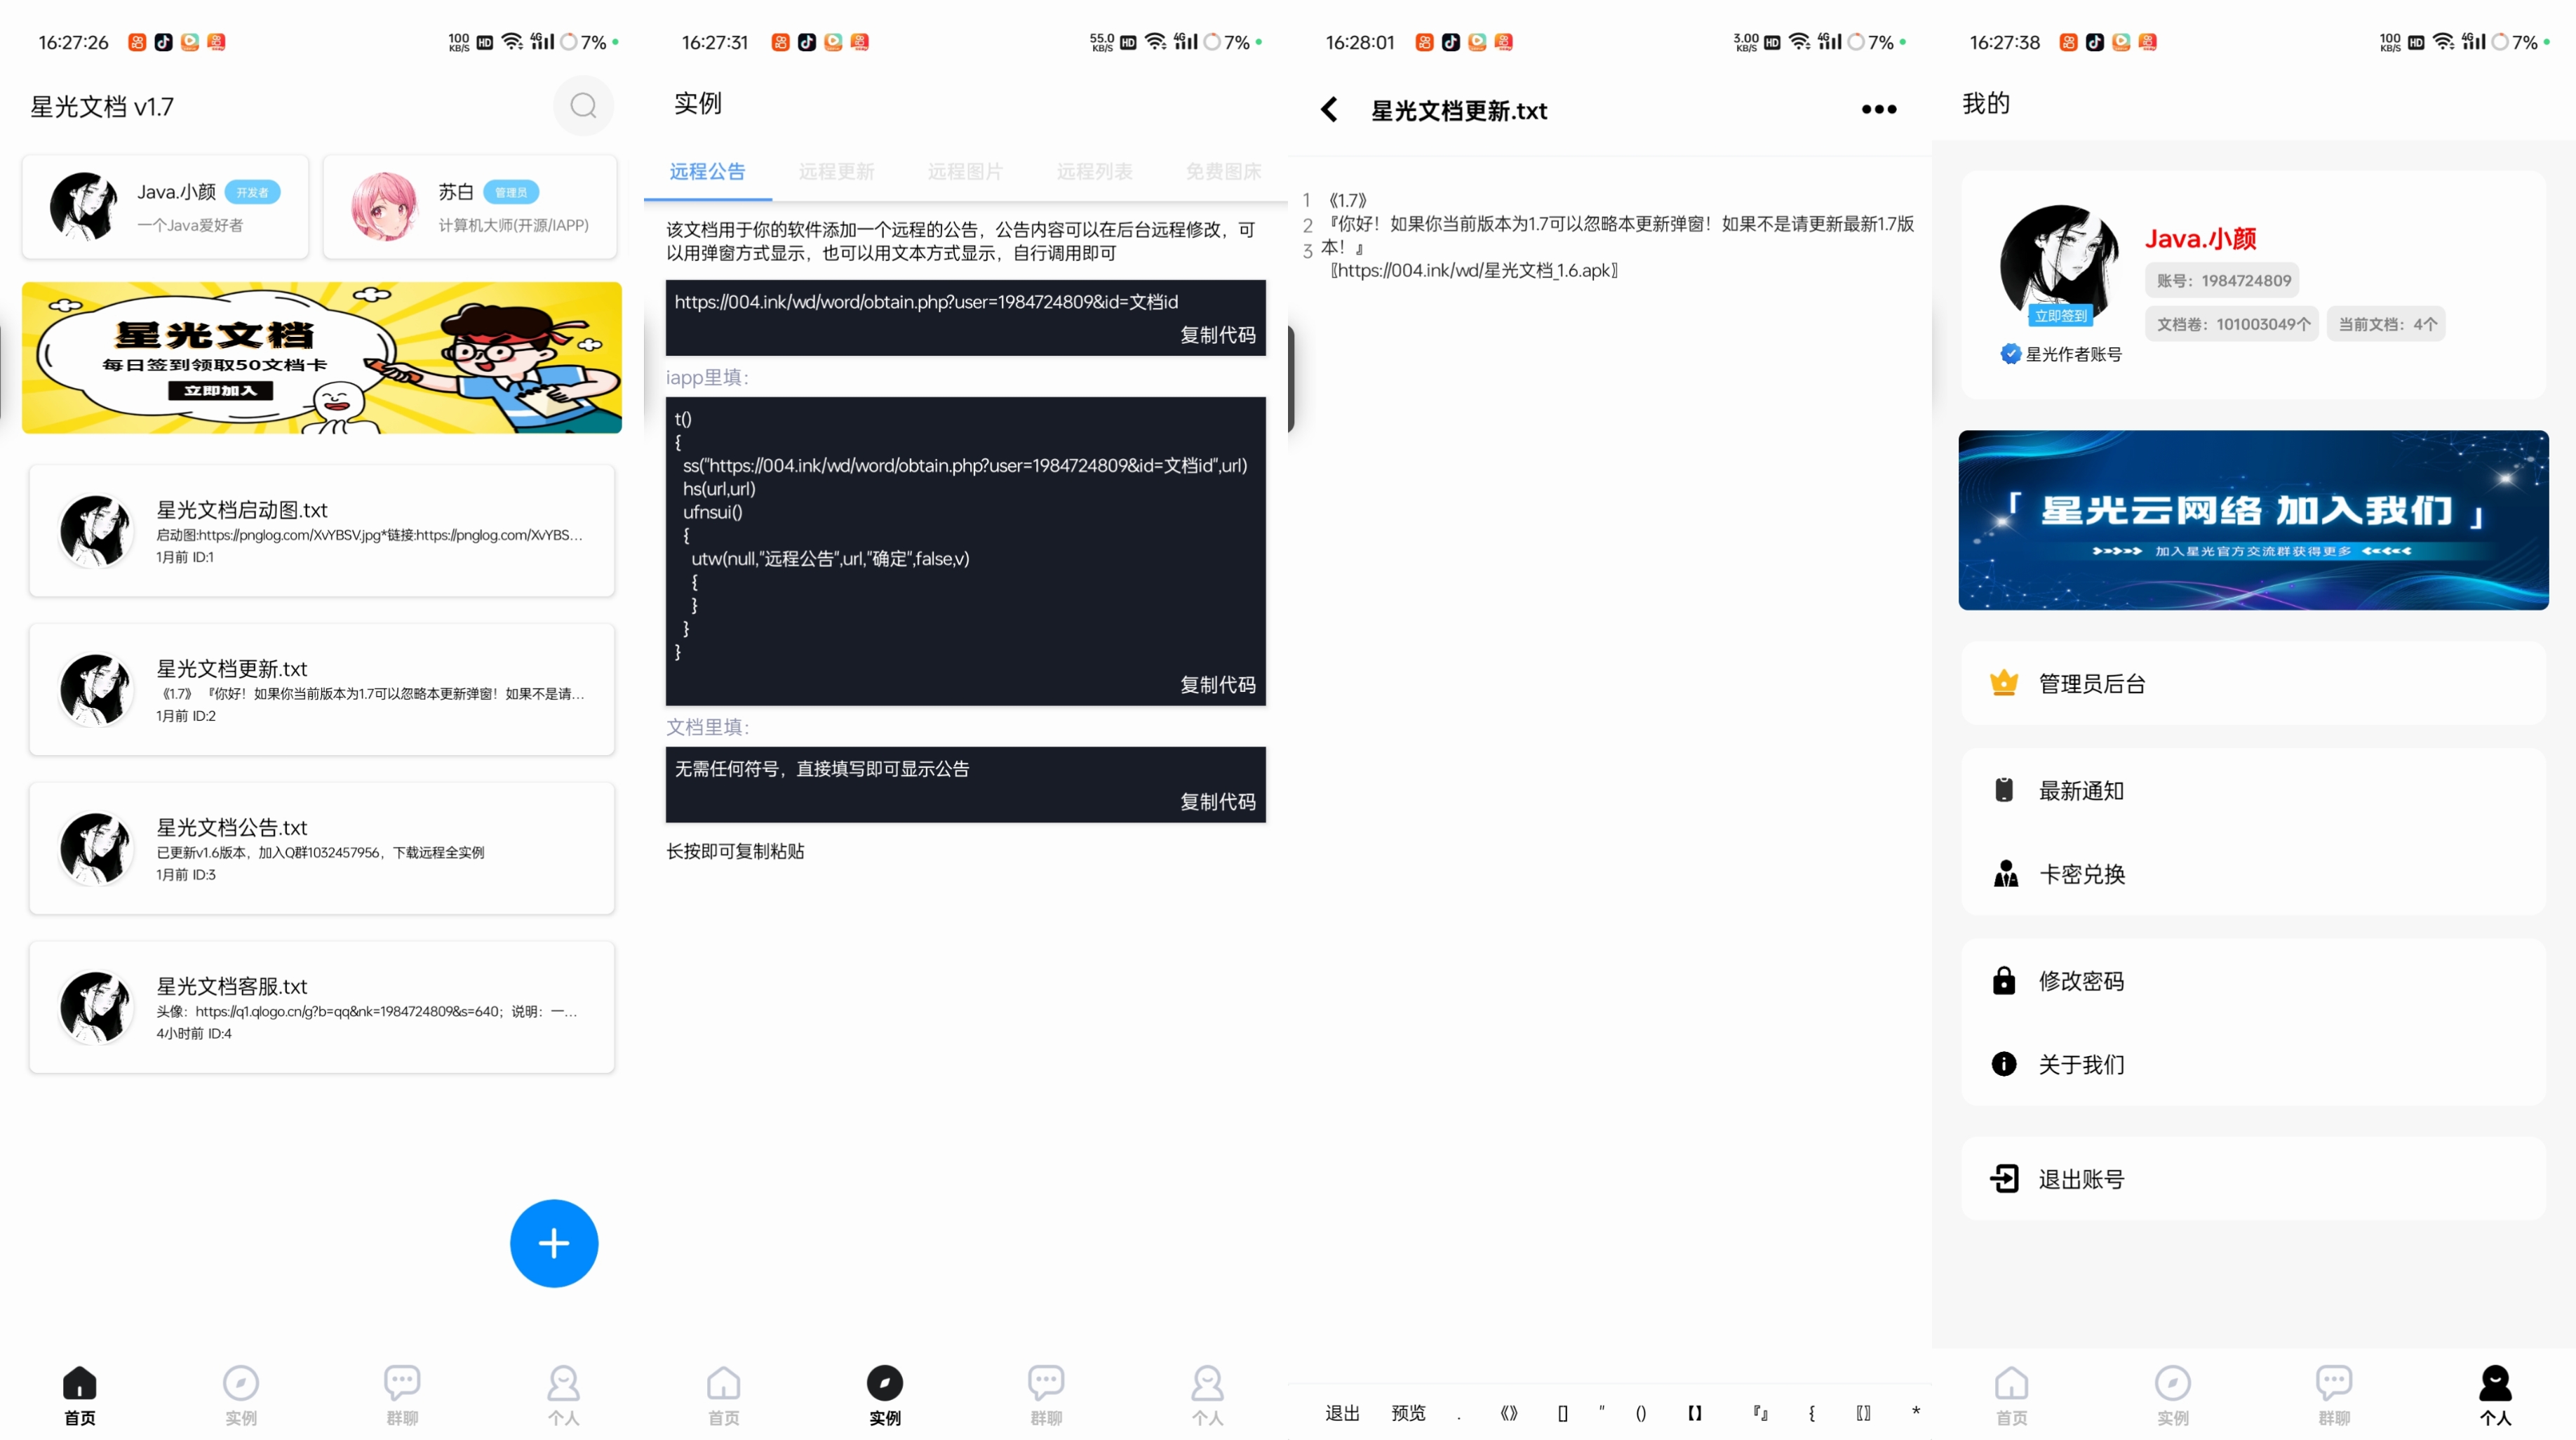 16:27:26
100 KB/S HD 4G 7%
星光文档 v1.7
Java.小颜 开发者
一个Java爱好者
苏白 管理员
计算机大师(开源/IAPP)
星光文档
每日签到领取50文档卡
立即加入
星光文档启动图.txt
启动图:https://pnglog.com/XvYBSV.jpg*链接:https://pnglog.com/XvYBS...
1月前 ID:1
星光文档更新.txt
《1.7》 『你好！如果你当前版本为1.7可以忽略本更新弹窗！如果不是请...
1月前 ID:2
星光文档公告.txt
已更新v1.6版本，加入Q群1032457956，下载远程全实例
1月前 ID:3
星光文档客服.txt
头像：https://q1.qlogo.cn/g?b=qq&nk=1984724809&s=640；说明：一...
4小时前 ID:4
首页 实例 群聊 个人
16:27:31
55.0 KB/S HD 4G 7%
实例
远程公告 远程更新 远程图片 远程列表 免费图床
该文档用于你的软件添加一个远程的公告，公告内容可以在后台远程修改，可
以用弹窗方式显示，也可以用文本方式显示，自行调用即可
https://004.ink/wd/word/obtain.php?user=1984724809&id=文档id
复制代码
iapp里填：
t()
{
ss("https://004.ink/wd/word/obtain.php?user=1984724809&id=文档id",url)
hs(url,url)
ufnsui()
{
utw(null,"远程公告",url,"确定",false,v)
{
}
}
}
复制代码
文档里填：
无需任何符号，直接填写即可显示公告
复制代码
长按即可复制粘贴
首页 实例 群聊 个人
16:28:01
3.00 KB/S HD 4G 7%
星光文档更新.txt
1 《1.7》
2 『你好！如果你当前版本为1.7可以忽略本更新弹窗！如果不是请更新最新1.7版
3 本！』
〖https://004.ink/wd/星光文档_1.6.apk〗
退出 预览 . 《》 [] " () 【】 『』 { 〖〗 *
16:27:38
100 KB/S HD 4G 7%
我的
Java.小颜
账号：1984724809
立即签到
文档卷：101003049个 当前文档：4个
星光作者账号
「 星光云网络 加入我们 」
加入星光官方交流群获得更多
管理员后台
最新通知
卡密兑换
修改密码
关于我们
退出账号
首页 实例 群聊 个人